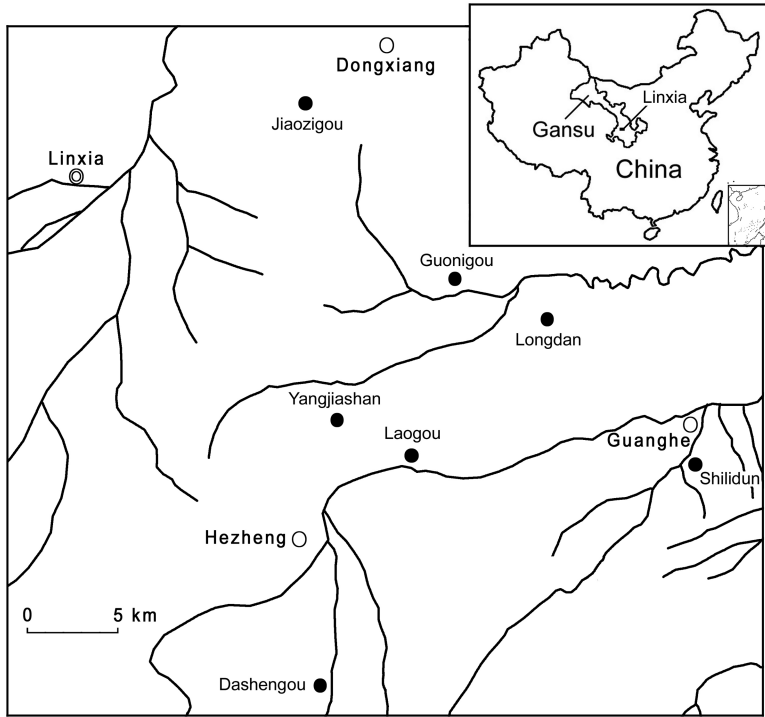 Dongxiang
Jiaozigou
Linxia
Linxia
Gansu
China
Guonigou
Longdan
Yangjiashan
Laogou
Guanghe
Shilidun
Hezheng
0 5 km
Dashengou